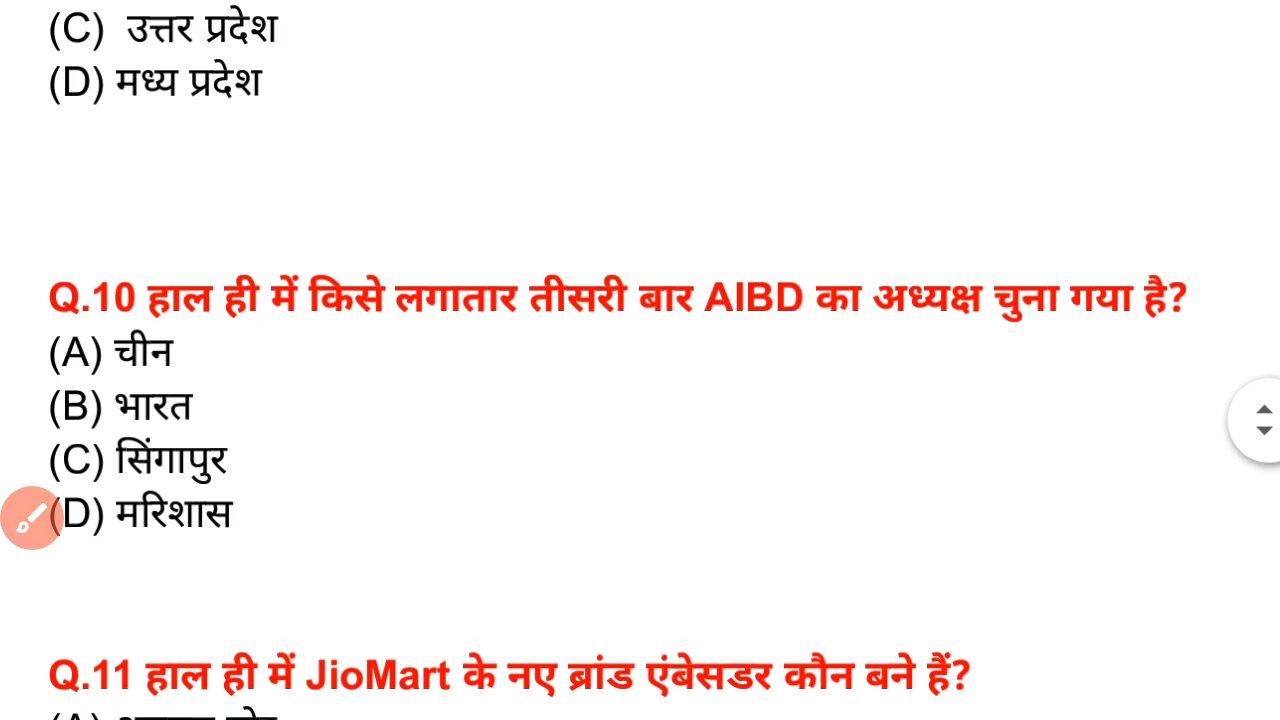 (C) उत्तर प्रदेश
(D) मध्य प्रदेश
Q.10 हाल ही में किसे लगातार तीसरी बार AIBD का अध्यक्ष चुना गया है?
(A) चीन
(B) भारत
(C) सिंगापुर
(D) मरिशास
Q.11 हाल ही में JioMart के नए ब्रांड एंबेसडर कौन बने हैं?
(A)